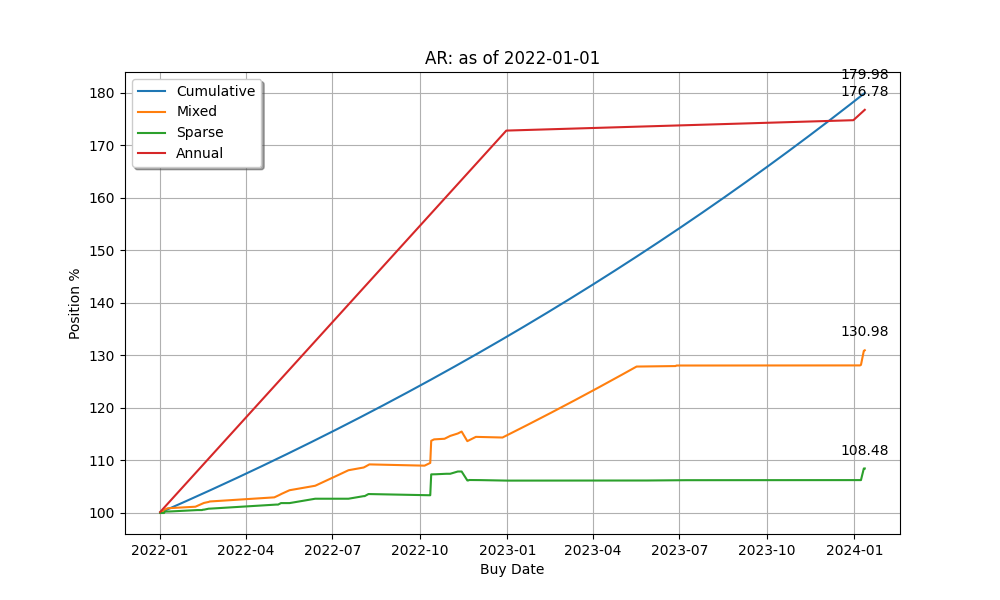 AR: as of 2022-01-01
179.98
176.78
130.98
108.48
Cumulative
Mixed
Sparse
Annual
180
170
160
150
140
130
120
110
100
Position %
2022-01 2022-04 2022-07 2022-10 2023-01 2023-04 2023-07 2023-10 2024-01
Buy Date